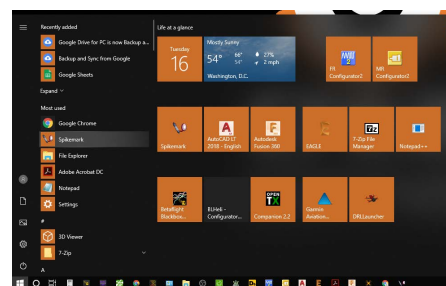 Recently added
Google Drive for PC is now Backup a...
Backup and Sync from Google
Google Sheets
Expand
Most used
Google Chrome
Spikemark
File Explorer
Adobe Acrobat DC
Notepad
Settings
#
3D Viewer
7-Zip
A
Life at a glance
Tuesday
16
Mostly Sunny
54°
66°
54°
27%
2 mph
Washington, D.C.
FR
Configurator2
MR
Configurator2
Spikemark
AutoCAD LT
2018 - English
Autodesk
Fusion 360
EAGLE
7-Zip File
Manager
Notepad++
Betaflight
Blackbox...
BLHeli -
Configurator...
OPEN
TX
Companion 2.2
Garmin
Aviation...
DRLLauncher